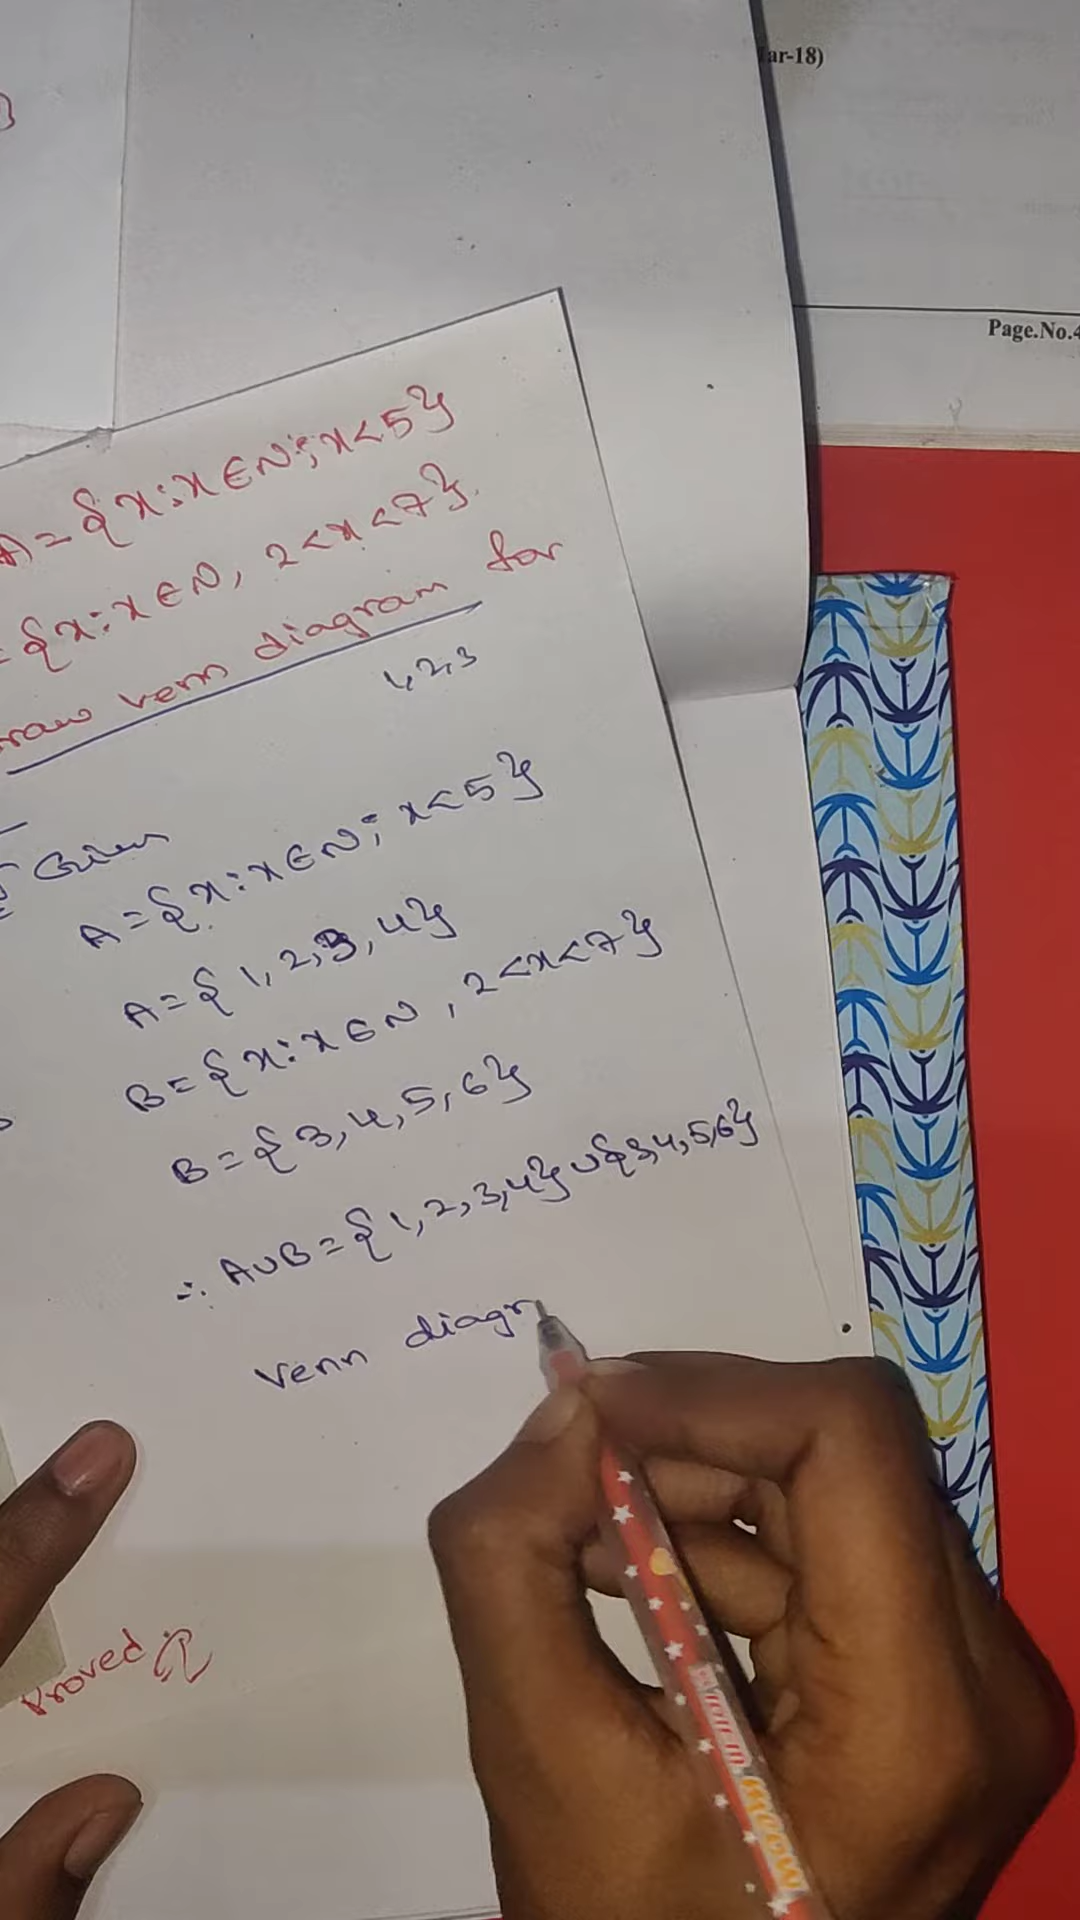 ar-18)
Page.No.4
A={x:x∈N; x<5}
={x:x∈N, 2<x<7}.
raw venn diagram for
1,2,3
Given
A={x:x∈N; x<5}
A={1,2,3,4}
B={x:x∈N, 2<x<7}
B={3,4,5,6}
∴ A∪B={1,2,3,4}∪{3,4,5,6}
Venn diagr
Proved
meow